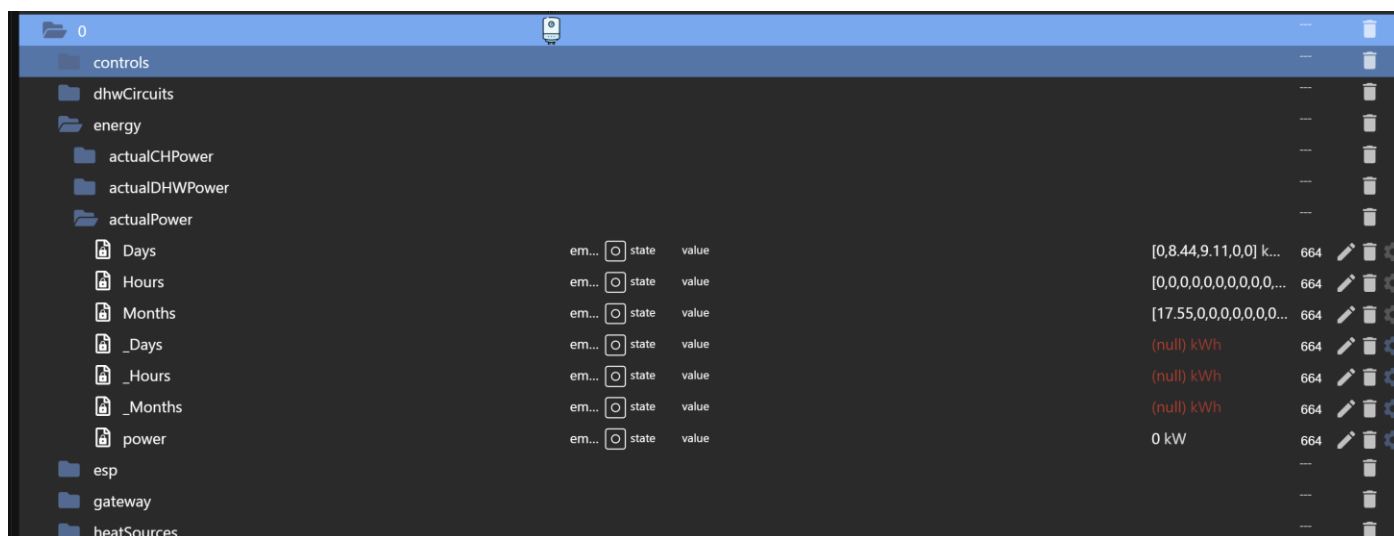 0 ---
controls ---
dhwCircuits ---
energy ---
actualCHPower ---
actualDHWPower ---
actualPower ---
Days em... state value [0,8.44,9.11,0,0] k... 664
Hours em... state value [0,0,0,0,0,0,0,0,0,0,... 664
Months em... state value [17.55,0,0,0,0,0,0,0... 664
_Days em... state value (null) kWh 664
_Hours em... state value (null) kWh 664
_Months em... state value (null) kWh 664
power em... state value 0 kW 664
esp ---
gateway ---
heatSources ---